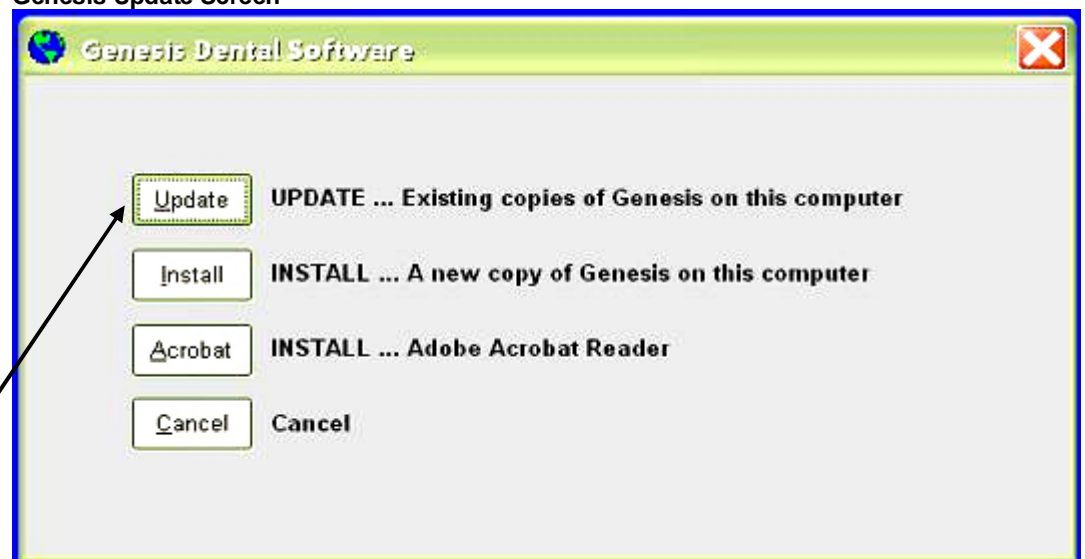 Genesis Update Screen
Genesis Dental Software
Update UPDATE ... Existing copies of Genesis on this computer
Install INSTALL ... A new copy of Genesis on this computer
Acrobat INSTALL ... Adobe Acrobat Reader
Cancel Cancel